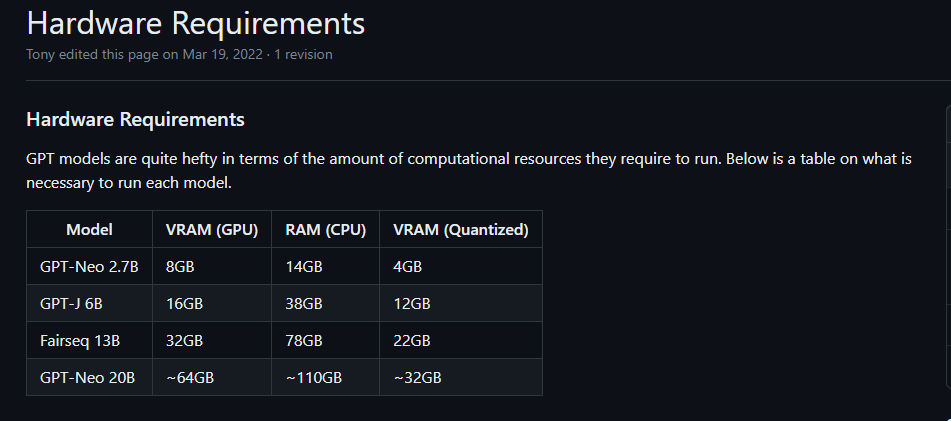 Hardware Requirements
Tony edited this page on Mar 19, 2022 · 1 revision
Hardware Requirements
GPT models are quite hefty in terms of the amount of computational resources they require to run. Below is a table on what is
necessary to run each model.
Model VRAM (GPU) RAM (CPU) VRAM (Quantized)
GPT-Neo 2.7B 8GB 14GB 4GB
GPT-J 6B 16GB 38GB 12GB
Fairseq 13B 32GB 78GB 22GB
GPT-Neo 20B ~64GB ~110GB ~32GB